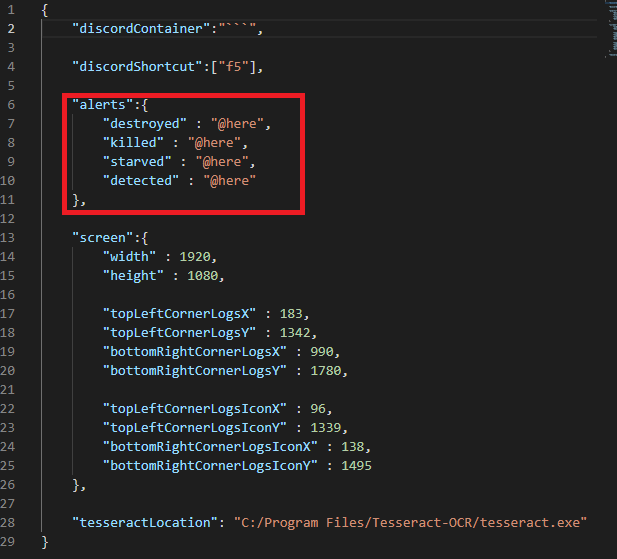 1 {
2 "discordContainer":"```",
3
4 "discordShortcut":["f5"],
5
6 "alerts":{
7 "destroyed" : "@here",
8 "killed" : "@here",
9 "starved" : "@here",
10 "detected" : "@here"
11 },
12
13 "screen":{
14 "width" : 1920,
15 "height" : 1080,
16
17 "topLeftCornerLogsX" : 183,
18 "topLeftCornerLogsY" : 1342,
19 "bottomRightCornerLogsX" : 990,
20 "bottomRightCornerLogsY" : 1780,
21
22 "topLeftCornerLogsIconX" : 96,
23 "topLeftCornerLogsIconY" : 1339,
24 "bottomRightCornerLogsIconX" : 138,
25 "bottomRightCornerLogsIconY" : 1495
26 },
27
28 "tesseractLocation": "C:/Program Files/Tesseract-OCR/tesseract.exe"
29 }